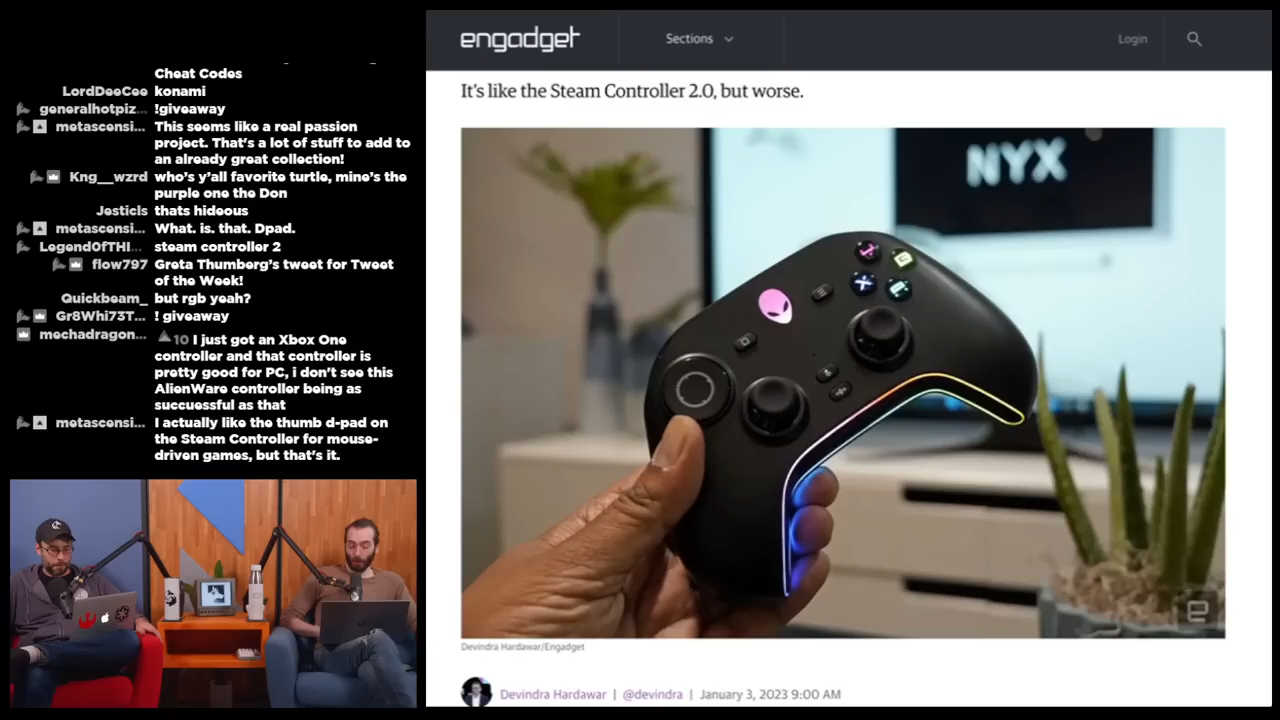 Cheat Codes
LordDeeCee konami
generalhotpiz... !giveaway
metascensi... This seems like a real passion
project. That's a lot of stuff to add to
an already great collection!
Kng__wzrd who's y'all favorite turtle, mine's the
purple one the Don
Jesticls thats hideous
metascensi... What. is. that. Dpad.
LegendOfTHI... steam controller 2
flow797 Greta Thumberg's tweet for Tweet
of the Week!
Quickbeam_ but rgb yeah?
Gr8Whi73T... ! giveaway
mechadragon... 10 I just got an Xbox One
controller and that controller is
pretty good for PC, i don't see this
AlienWare controller being as
succuessful as that
metascensi... I actually like the thumb d-pad on
the Steam Controller for mouse-
driven games, but that's it.
engadget Sections Login
It's like the Steam Controller 2.0, but worse.
NYX
X
e
Devindra Hardawar/Engadget
Devindra Hardawar | @devindra | January 3, 2023 9:00 AM